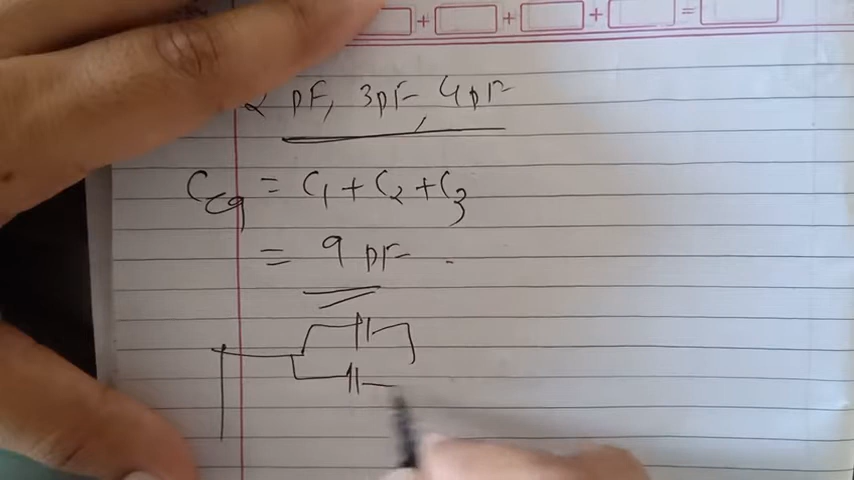 + + + =
2 pF, 3pF 4pF
Ceq = C1 + C2 + C3
= 9 pF